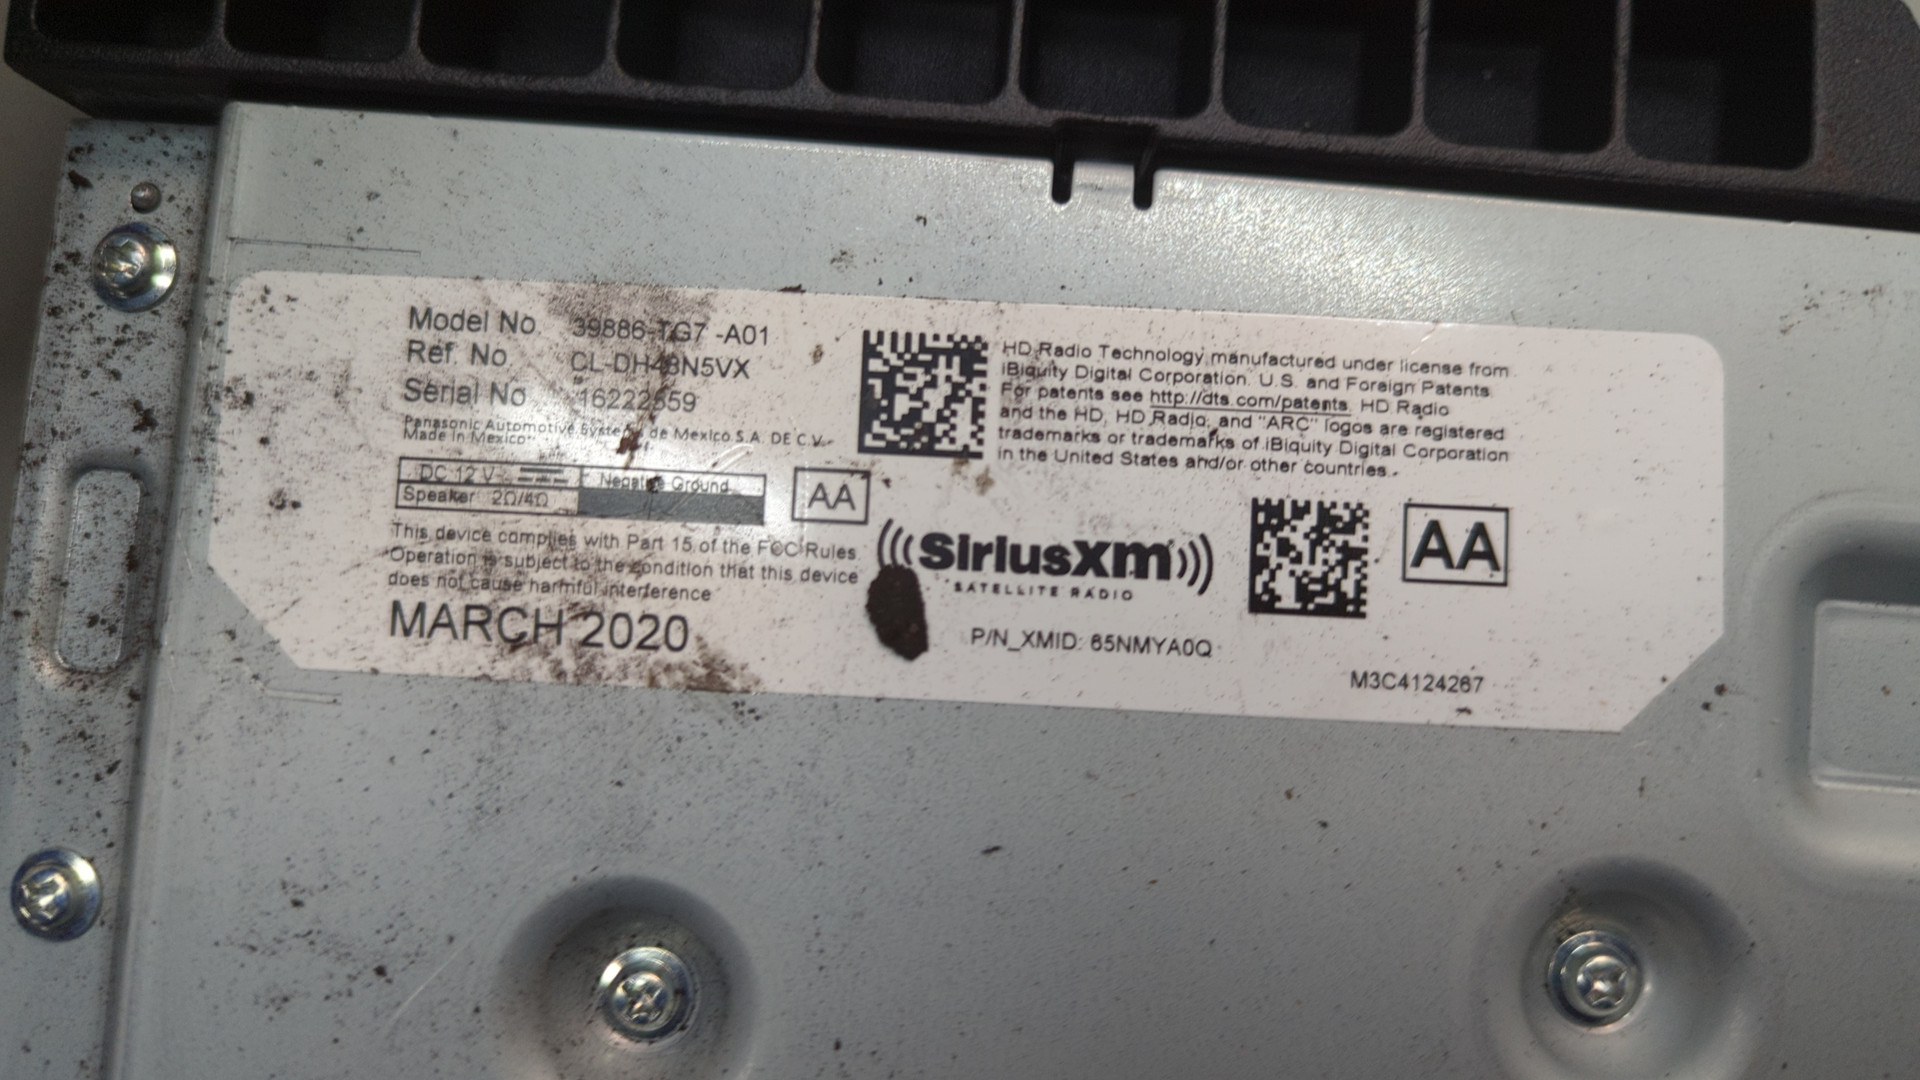 Model No. 39886-TG7 -A01
Ref. No. CL-DH48N5VX
Serial No. 16222559
Panasonic Automotive Systems de Mexico S.A. DE C.V.
Made in Mexico
DC 12 V Negative Ground
Speaker 2Ω/4Ω
AA
This device complies with Part 15 of the FCC Rules
Operation is subject to the condition that this device
does not cause harmful interference
MARCH 2020
HD Radio Technology manufactured under license from
iBiquity Digital Corporation. U.S. and Foreign Patents.
For patents see http://dts.com/patents. HD Radio
and the HD, HD Radio, and "ARC" logos are registered
trademarks or trademarks of iBiquity Digital Corporation
in the United States and/or other countries.
SiriusXm
SATELLITE RADIO
P/N_XMID: 65NMYA0Q
AA
M3C4124267